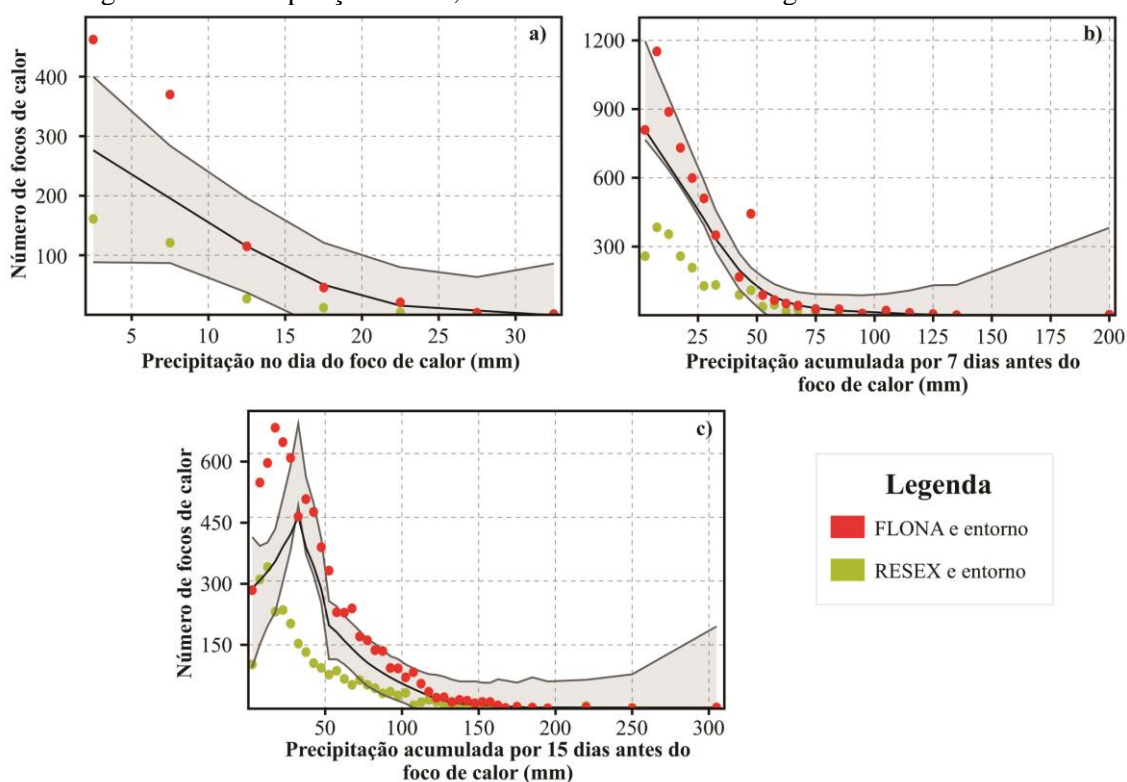 a)
Número de focos de calor
400
300
200
100
5 10 15 20 25 30
Precipitação no dia do foco de calor (mm)
b)
1200
900
600
300
25 50 75 100 125 150 175 200
Precipitação acumulada por 7 dias antes do
foco de calor (mm)
c)
Número de focos de calor
600
450
300
150
50 100 150 200 250 300
Precipitação acumulada por 15 dias antes do
foco de calor (mm)
Legenda
FLONA e entorno
RESEX e entorno